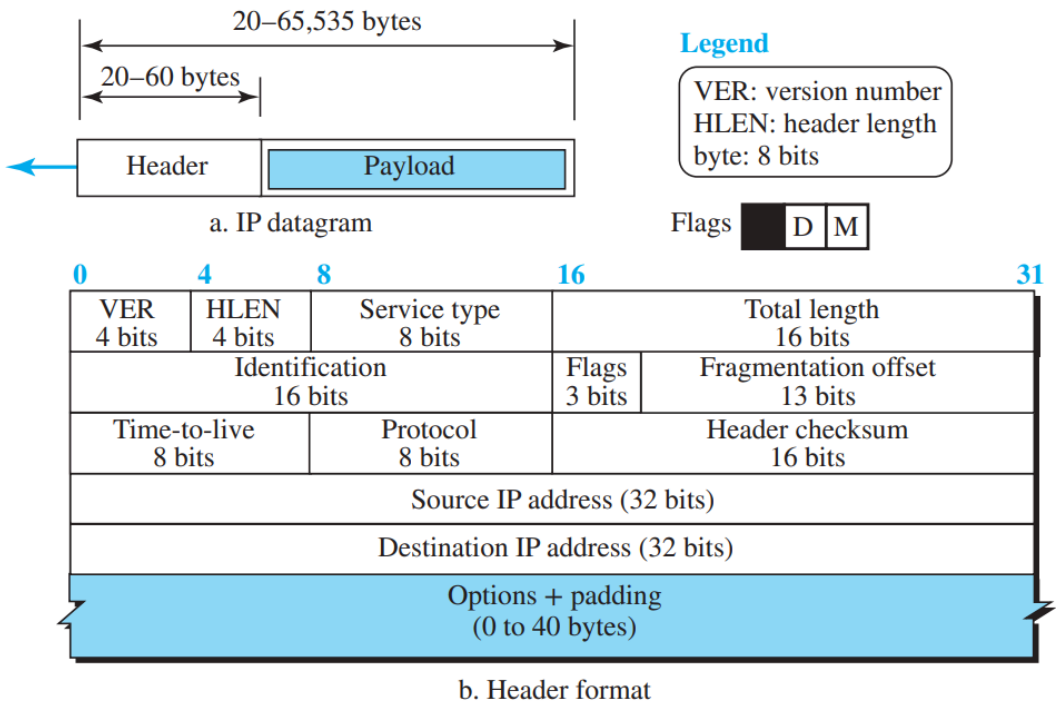 20–65,535 bytes
20–60 bytes
Header
Payload
a. IP datagram
Legend
VER: version number
HLEN: header length
byte: 8 bits
Flags
D
M
0
4
8
16
31
VER
4 bits
HLEN
4 bits
Service type
8 bits
Total length
16 bits
Identification
16 bits
Flags
3 bits
Fragmentation offset
13 bits
Time-to-live
8 bits
Protocol
8 bits
Header checksum
16 bits
Source IP address (32 bits)
Destination IP address (32 bits)
Options + padding
(0 to 40 bytes)
b. Header format